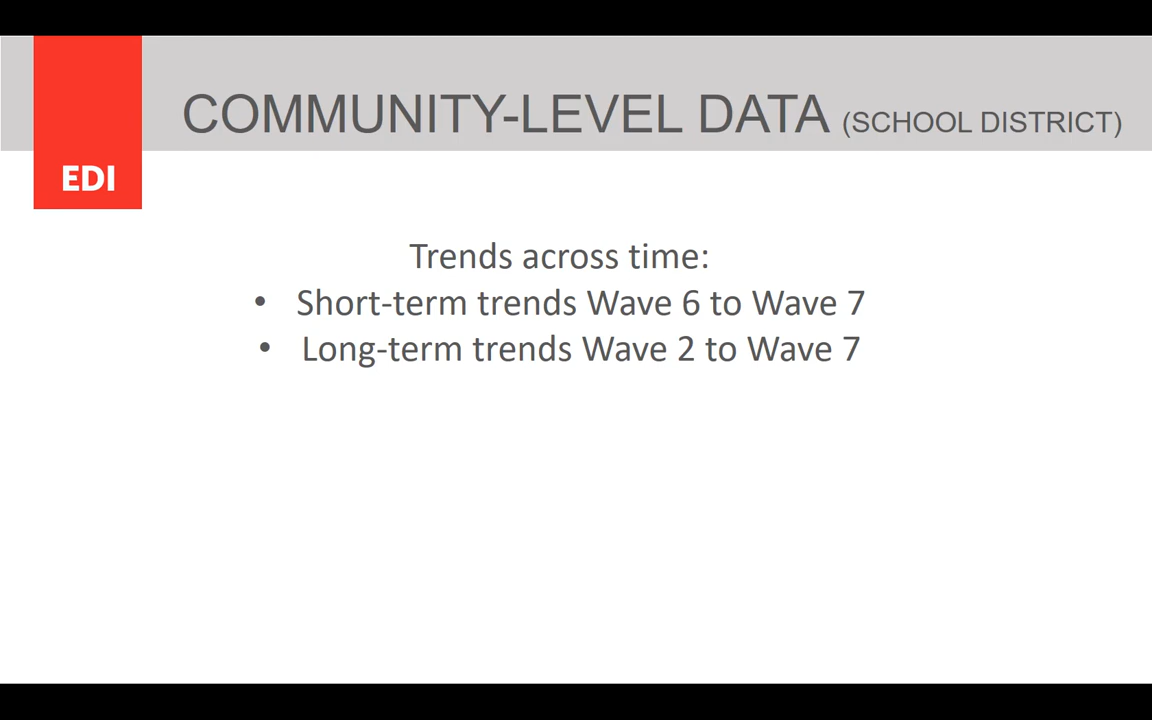 COMMUNITY-LEVEL DATA (SCHOOL DISTRICT)
EDI
Trends across time:
• Short-term trends Wave 6 to Wave 7
• Long-term trends Wave 2 to Wave 7